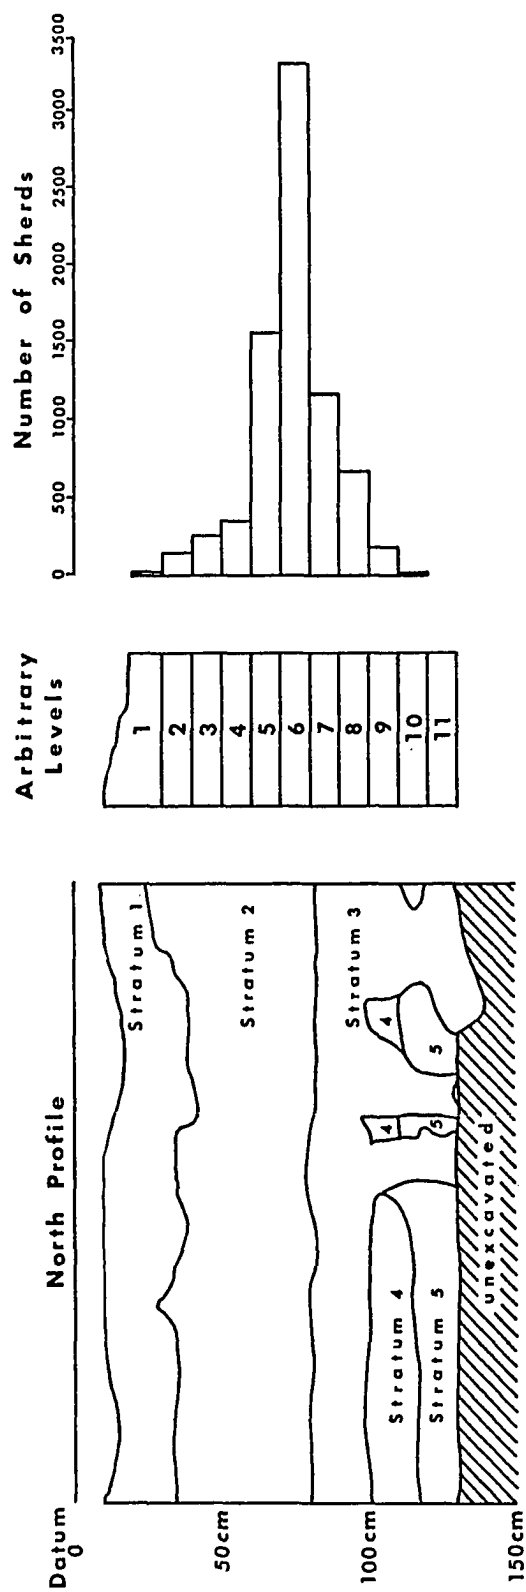 North Profile
Datum
0
50cm
100cm
150cm
Stratum 1
Stratum 2
Stratum 3
Stratum 4
Stratum 5
4
5
4
5
unexcavated
Arbitrary
Levels
1
2
3
4
5
6
7
8
9
10
11
Number of Sherds
0
500
1000
1500
2000
2500
3000
3500